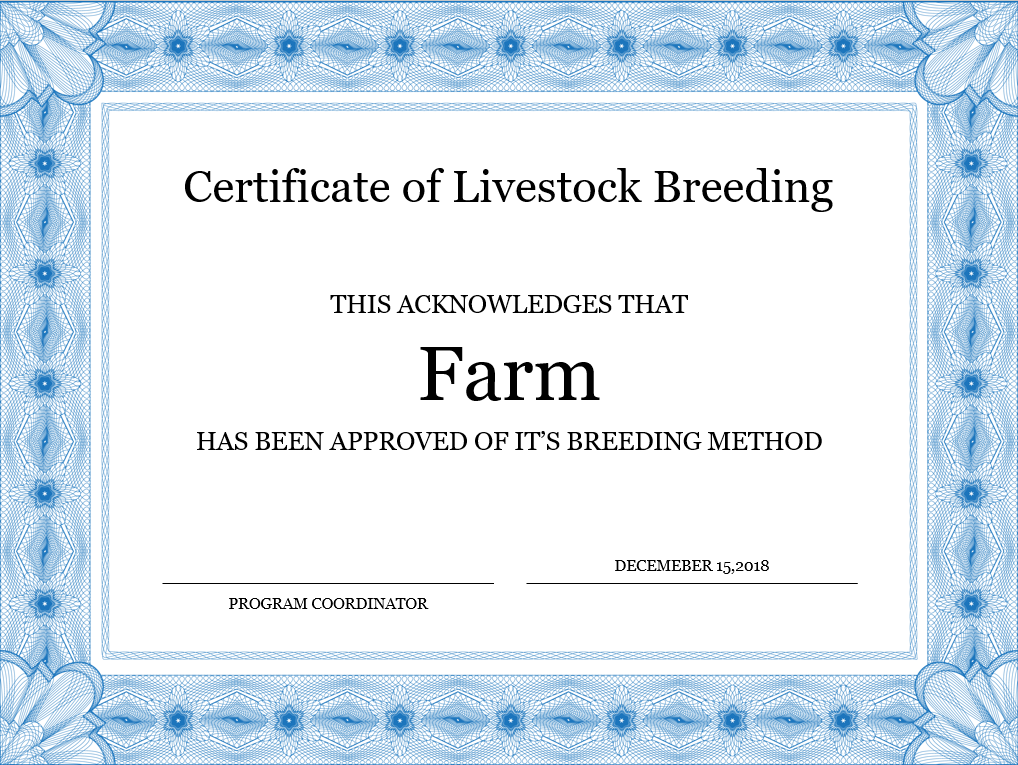 Certificate of Livestock Breeding
THIS ACKNOWLEDGES THAT
Farm
HAS BEEN APPROVED OF IT’S BREEDING METHOD
DECEMEBER 15,2018
PROGRAM COORDINATOR